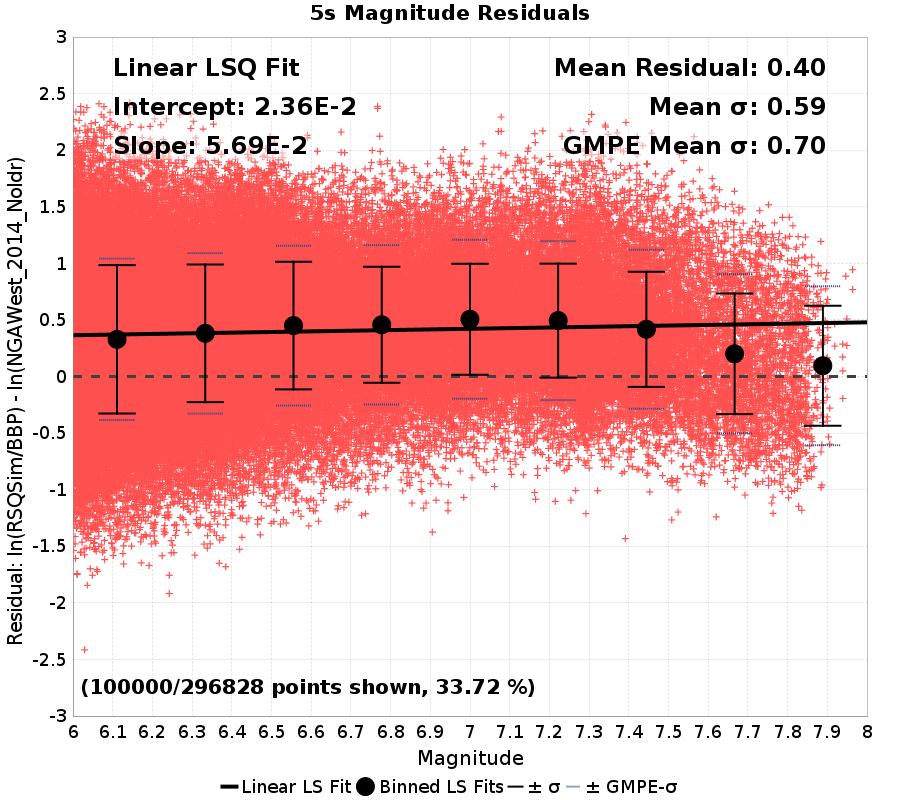 5s Magnitude Residuals
Linear LSQ Fit
Intercept: 2.36E-2
Slope: 5.69E-2
Mean Residual: 0.40
Mean σ: 0.59
GMPE Mean σ: 0.70
Residual: ln(RSQSim/BBP) - ln(NGAWest_2014_NoIdr)
3
2.5
2
1.5
1
0.5
0
-0.5
-1
-1.5
-2
-2.5
-3
(100000/296828 points shown, 33.72 %)
6 6.1 6.2 6.3 6.4 6.5 6.6 6.7 6.8 6.9 7 7.1 7.2 7.3 7.4 7.5 7.6 7.7 7.8 7.9 8
Magnitude
Linear LS Fit Binned LS Fits ± σ ± GMPE-σ